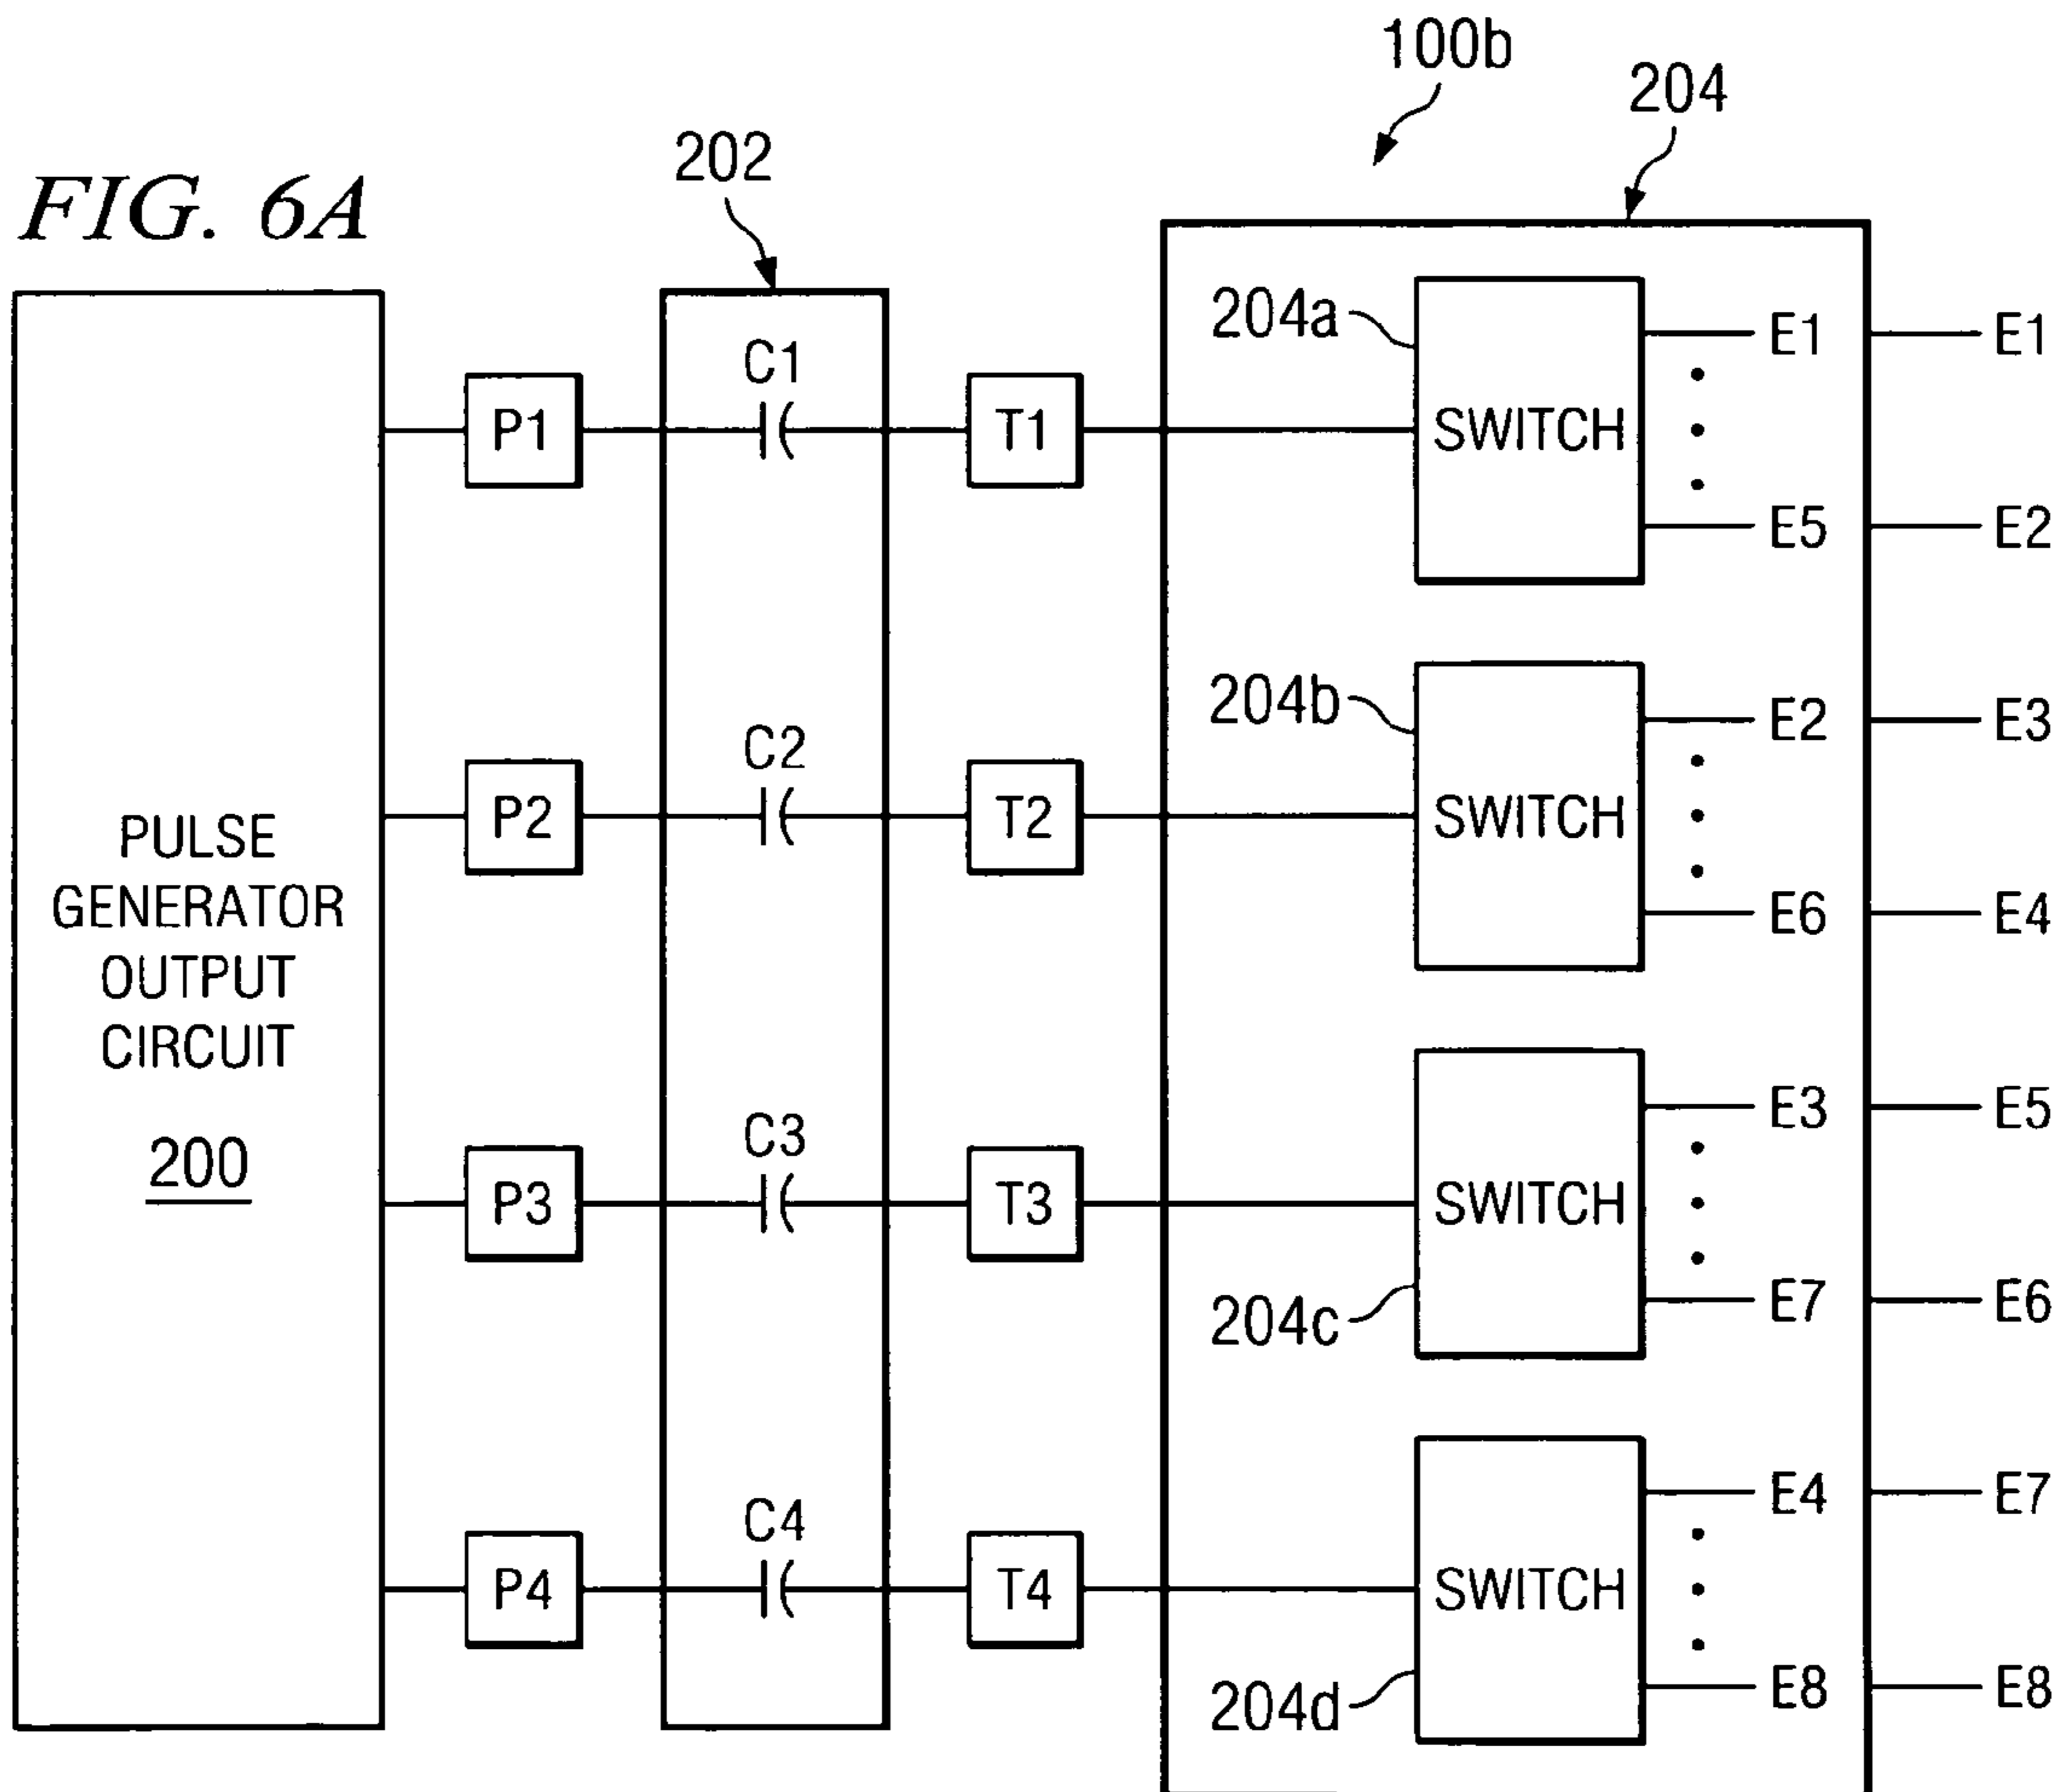 FIG. 6A
100b
204
202
PULSE
GENERATOR
OUTPUT
CIRCUIT
200
P1
C1
T1
204a
SWITCH
E1
E5
E1
E2
P2
C2
T2
204b
SWITCH
E2
E6
E3
E4
P3
C3
T3
204c
SWITCH
E3
E7
E5
E6
P4
C4
T4
204d
SWITCH
E4
E8
E7
E8